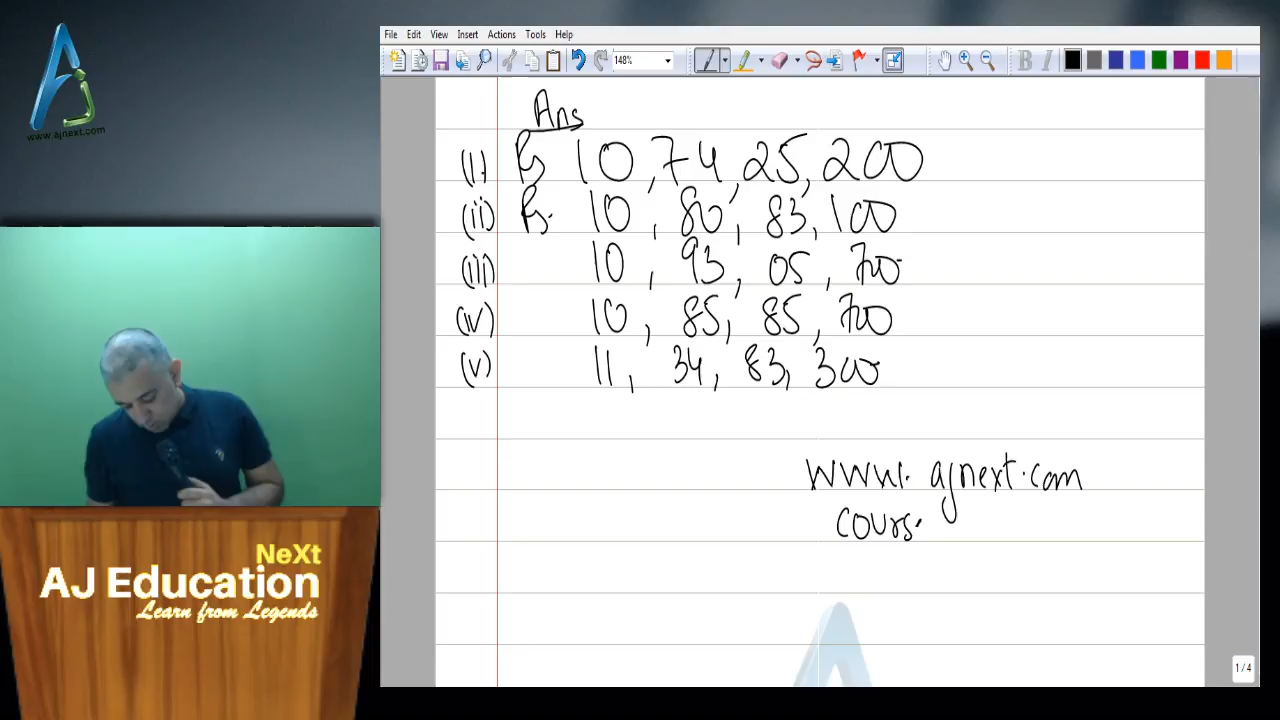 www.ajnext.com
File Edit View Insert Actions Tools Help
148%
B I
Ans
(i) Rs 10,74,25,200
(ii) Rs. 10,80,83,100
(iii) 10,93,05,700
(iv) 10,85,85,700
(v) 11,34,83,300
www.ajnext.com
cours
NeXt
AJ Education
Learn from Legends
1/4